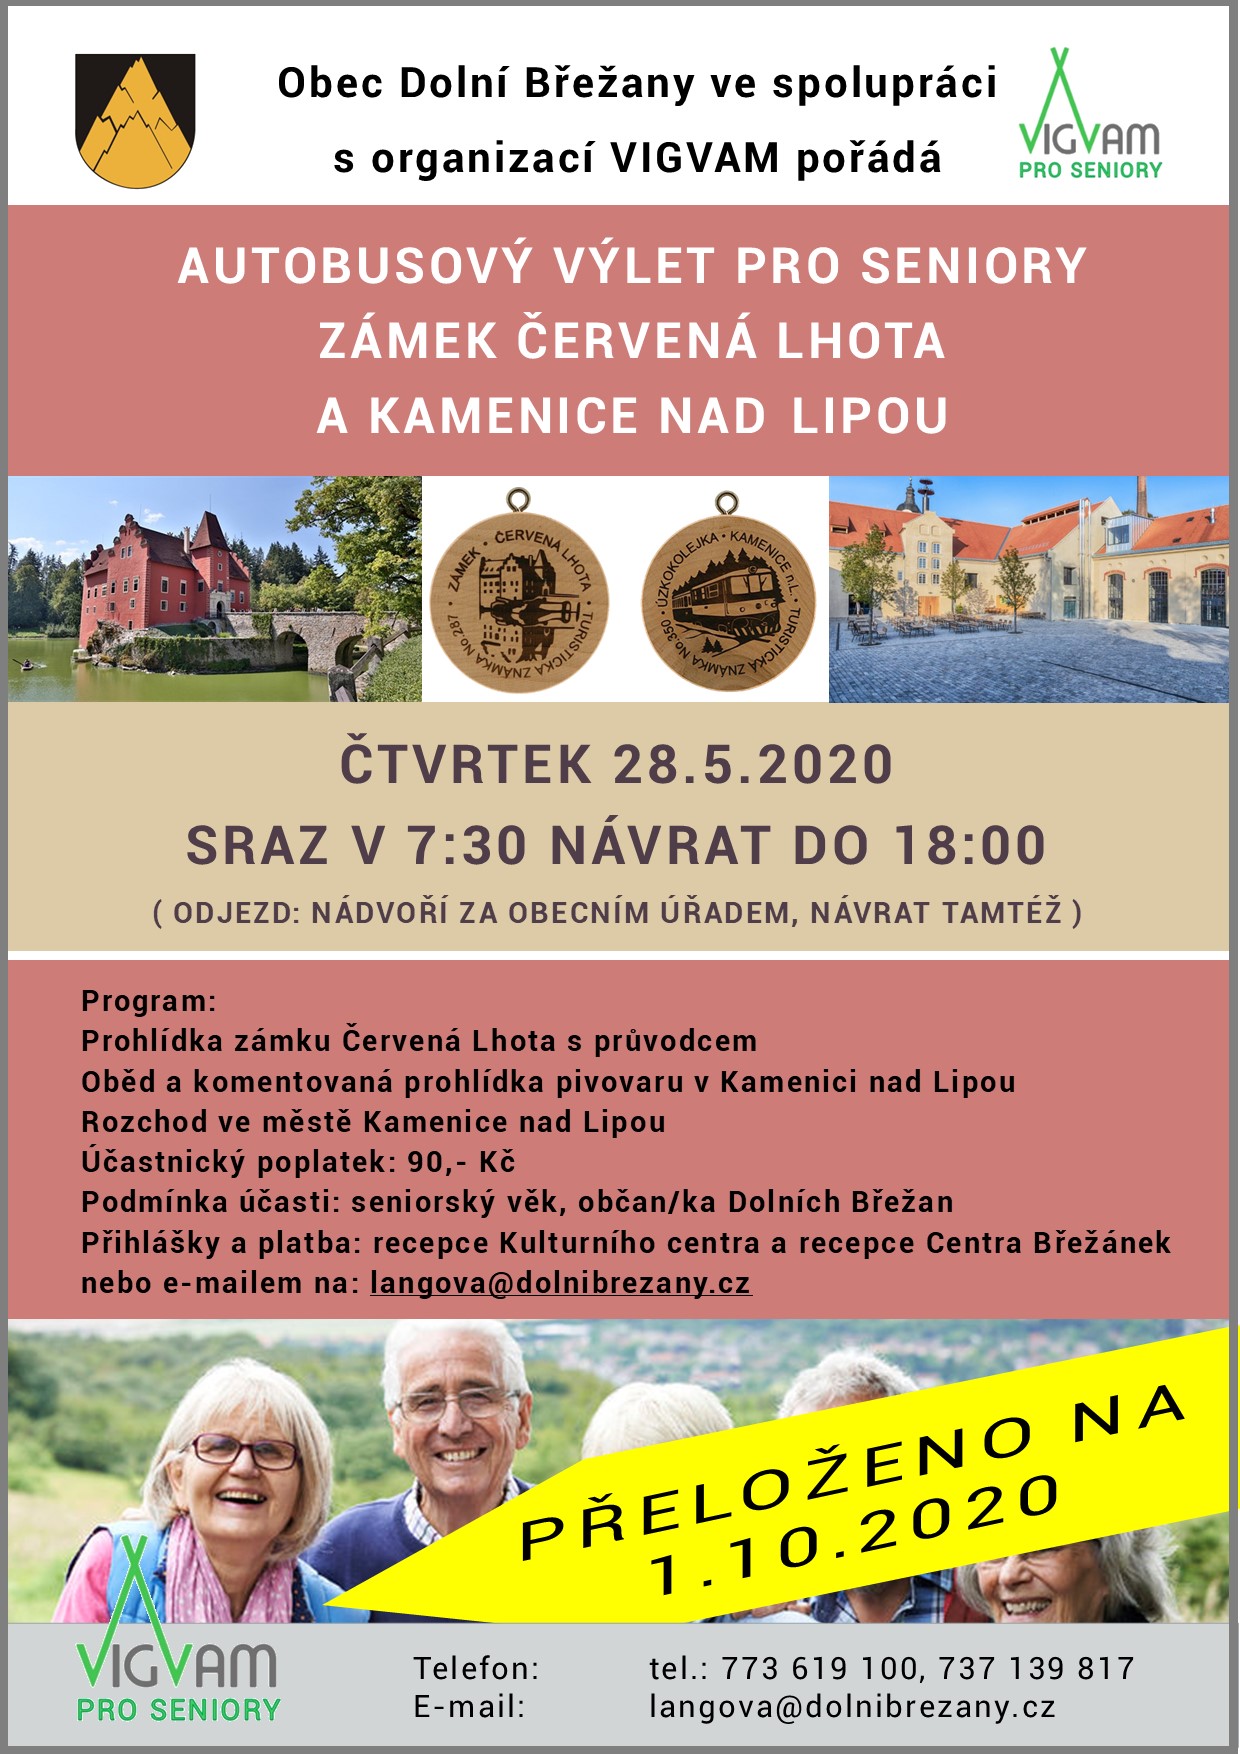 Obec Dolní Břežany ve spolupráci
s organizací VIGVAM pořádá
VIGVAM
PRO SENIORY
AUTOBUSOVÝ VÝLET PRO SENIORY
ZÁMEK ČERVENÁ LHOTA
A KAMENICE NAD LIPOU
ZÁMEK • ČERVENÁ LHOTA • TURISTICKÁ ZNÁMKA No.287 •
ÚZKOKOLEJKA • KAMENICE n.L. • TURISTICKÁ ZNÁMKA No.350 •
ČTVRTEK 28.5.2020
SRAZ V 7:30 NÁVRAT DO 18:00
( ODJEZD: NÁDVOŘÍ ZA OBECNÍM ÚŘADEM, NÁVRAT TAMTÉŽ )
Program:
Prohlídka zámku Červená Lhota s průvodcem
Oběd a komentovaná prohlídka pivovaru v Kamenici nad Lipou
Rozchod ve městě Kamenice nad Lipou
Účastnický poplatek: 90,- Kč
Podmínka účasti: seniorský věk, občan/ka Dolních Břežan
Přihlášky a platba: recepce Kulturního centra a recepce Centra Břežánek
nebo e-mailem na: langova@dolnibrezany.cz
PŘELOŽENO NA
1.10.2020
VIGVAM
PRO SENIORY
Telefon: tel.: 773 619 100, 737 139 817
E-mail: langova@dolnibrezany.cz